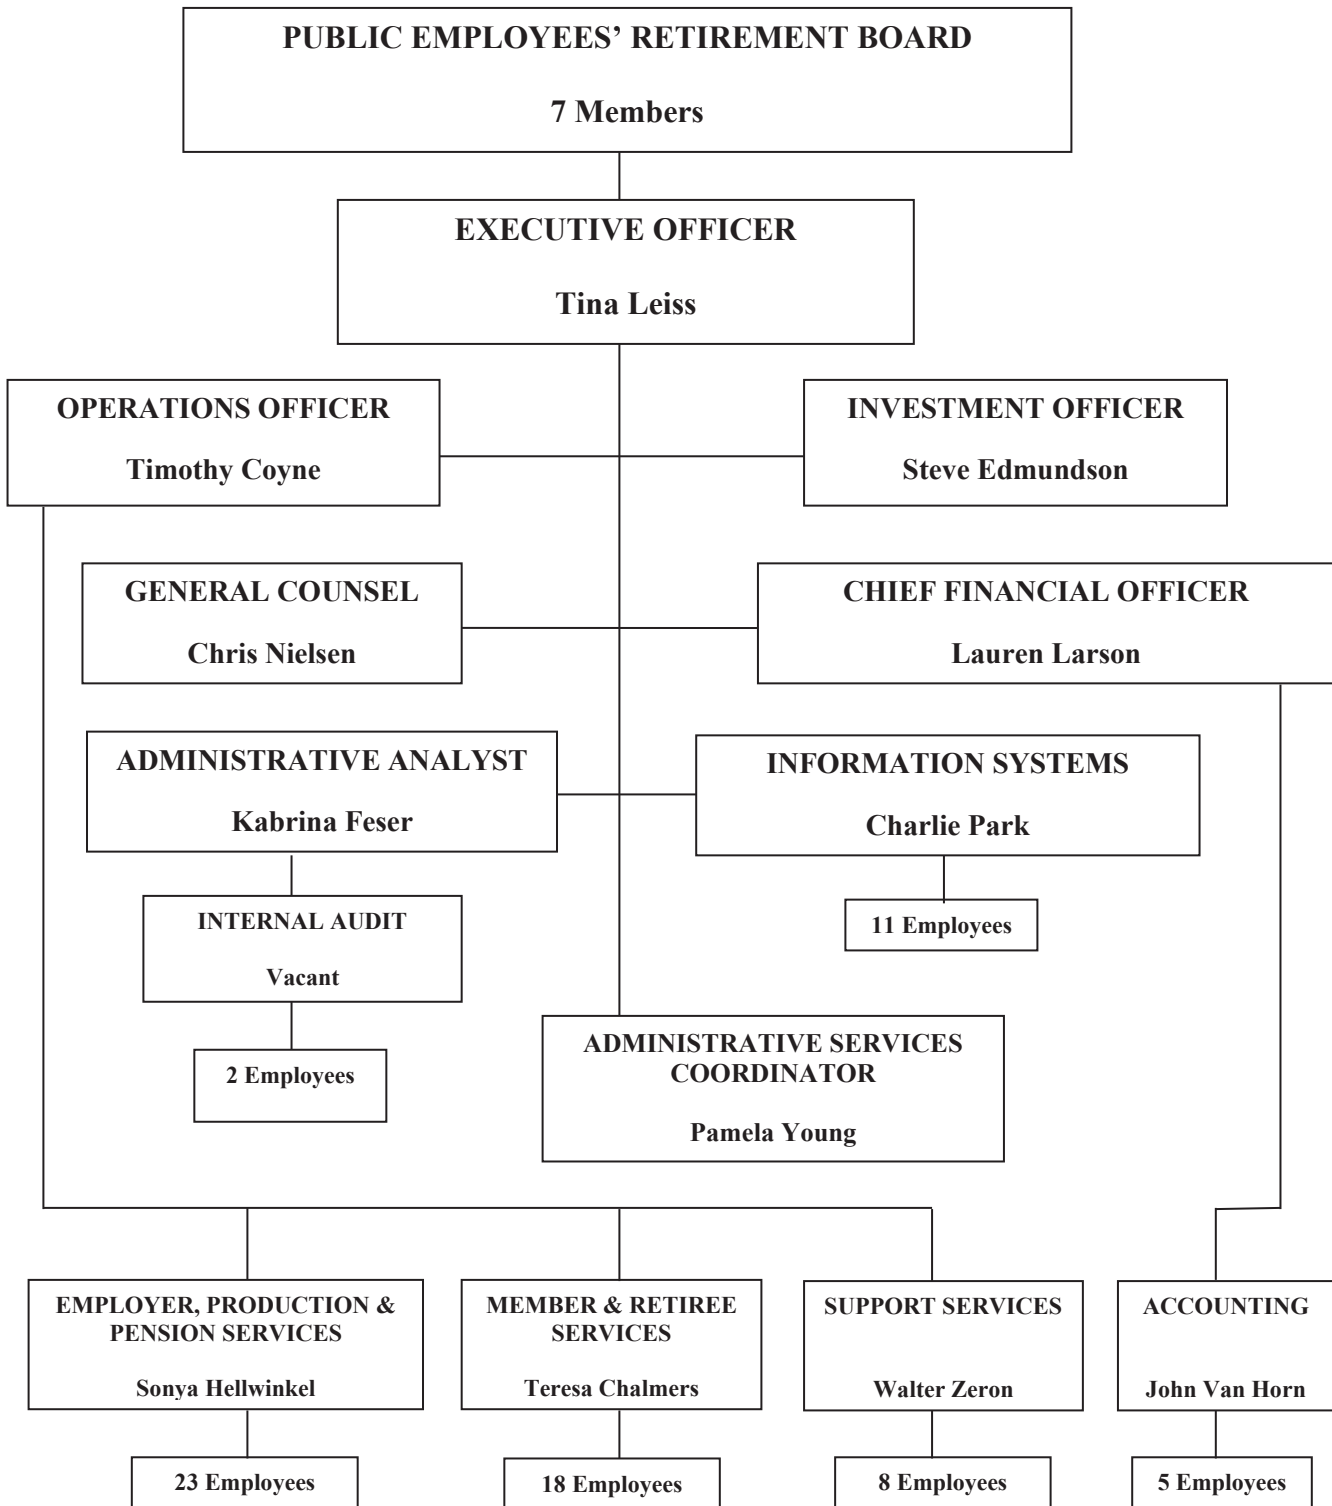 PUBLIC EMPLOYEES’ RETIREMENT BOARD
7 Members
EXECUTIVE OFFICER
Tina Leiss
OPERATIONS OFFICER
Timothy Coyne
INVESTMENT OFFICER
Steve Edmundson
GENERAL COUNSEL
Chris Nielsen
CHIEF FINANCIAL OFFICER
Lauren Larson
ADMINISTRATIVE ANALYST
Kabrina Feser
INFORMATION SYSTEMS
Charlie Park
INTERNAL AUDIT
Vacant
11 Employees
2 Employees
ADMINISTRATIVE SERVICES
COORDINATOR
Pamela Young
EMPLOYER, PRODUCTION &
PENSION SERVICES
Sonya Hellwinkel
MEMBER & RETIREE
SERVICES
Teresa Chalmers
SUPPORT SERVICES
Walter Zeron
ACCOUNTING
John Van Horn
23 Employees
18 Employees
8 Employees
5 Employees